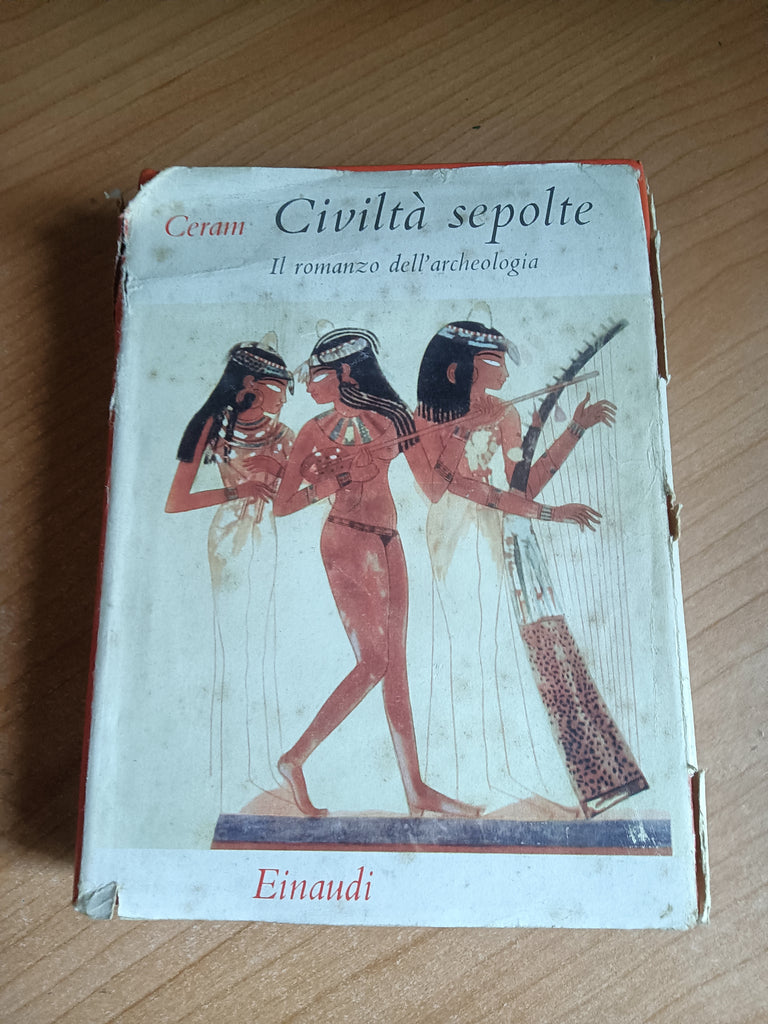 Ceram Civiltà sepolte
Il romanzo dell'archeologia
Einaudi